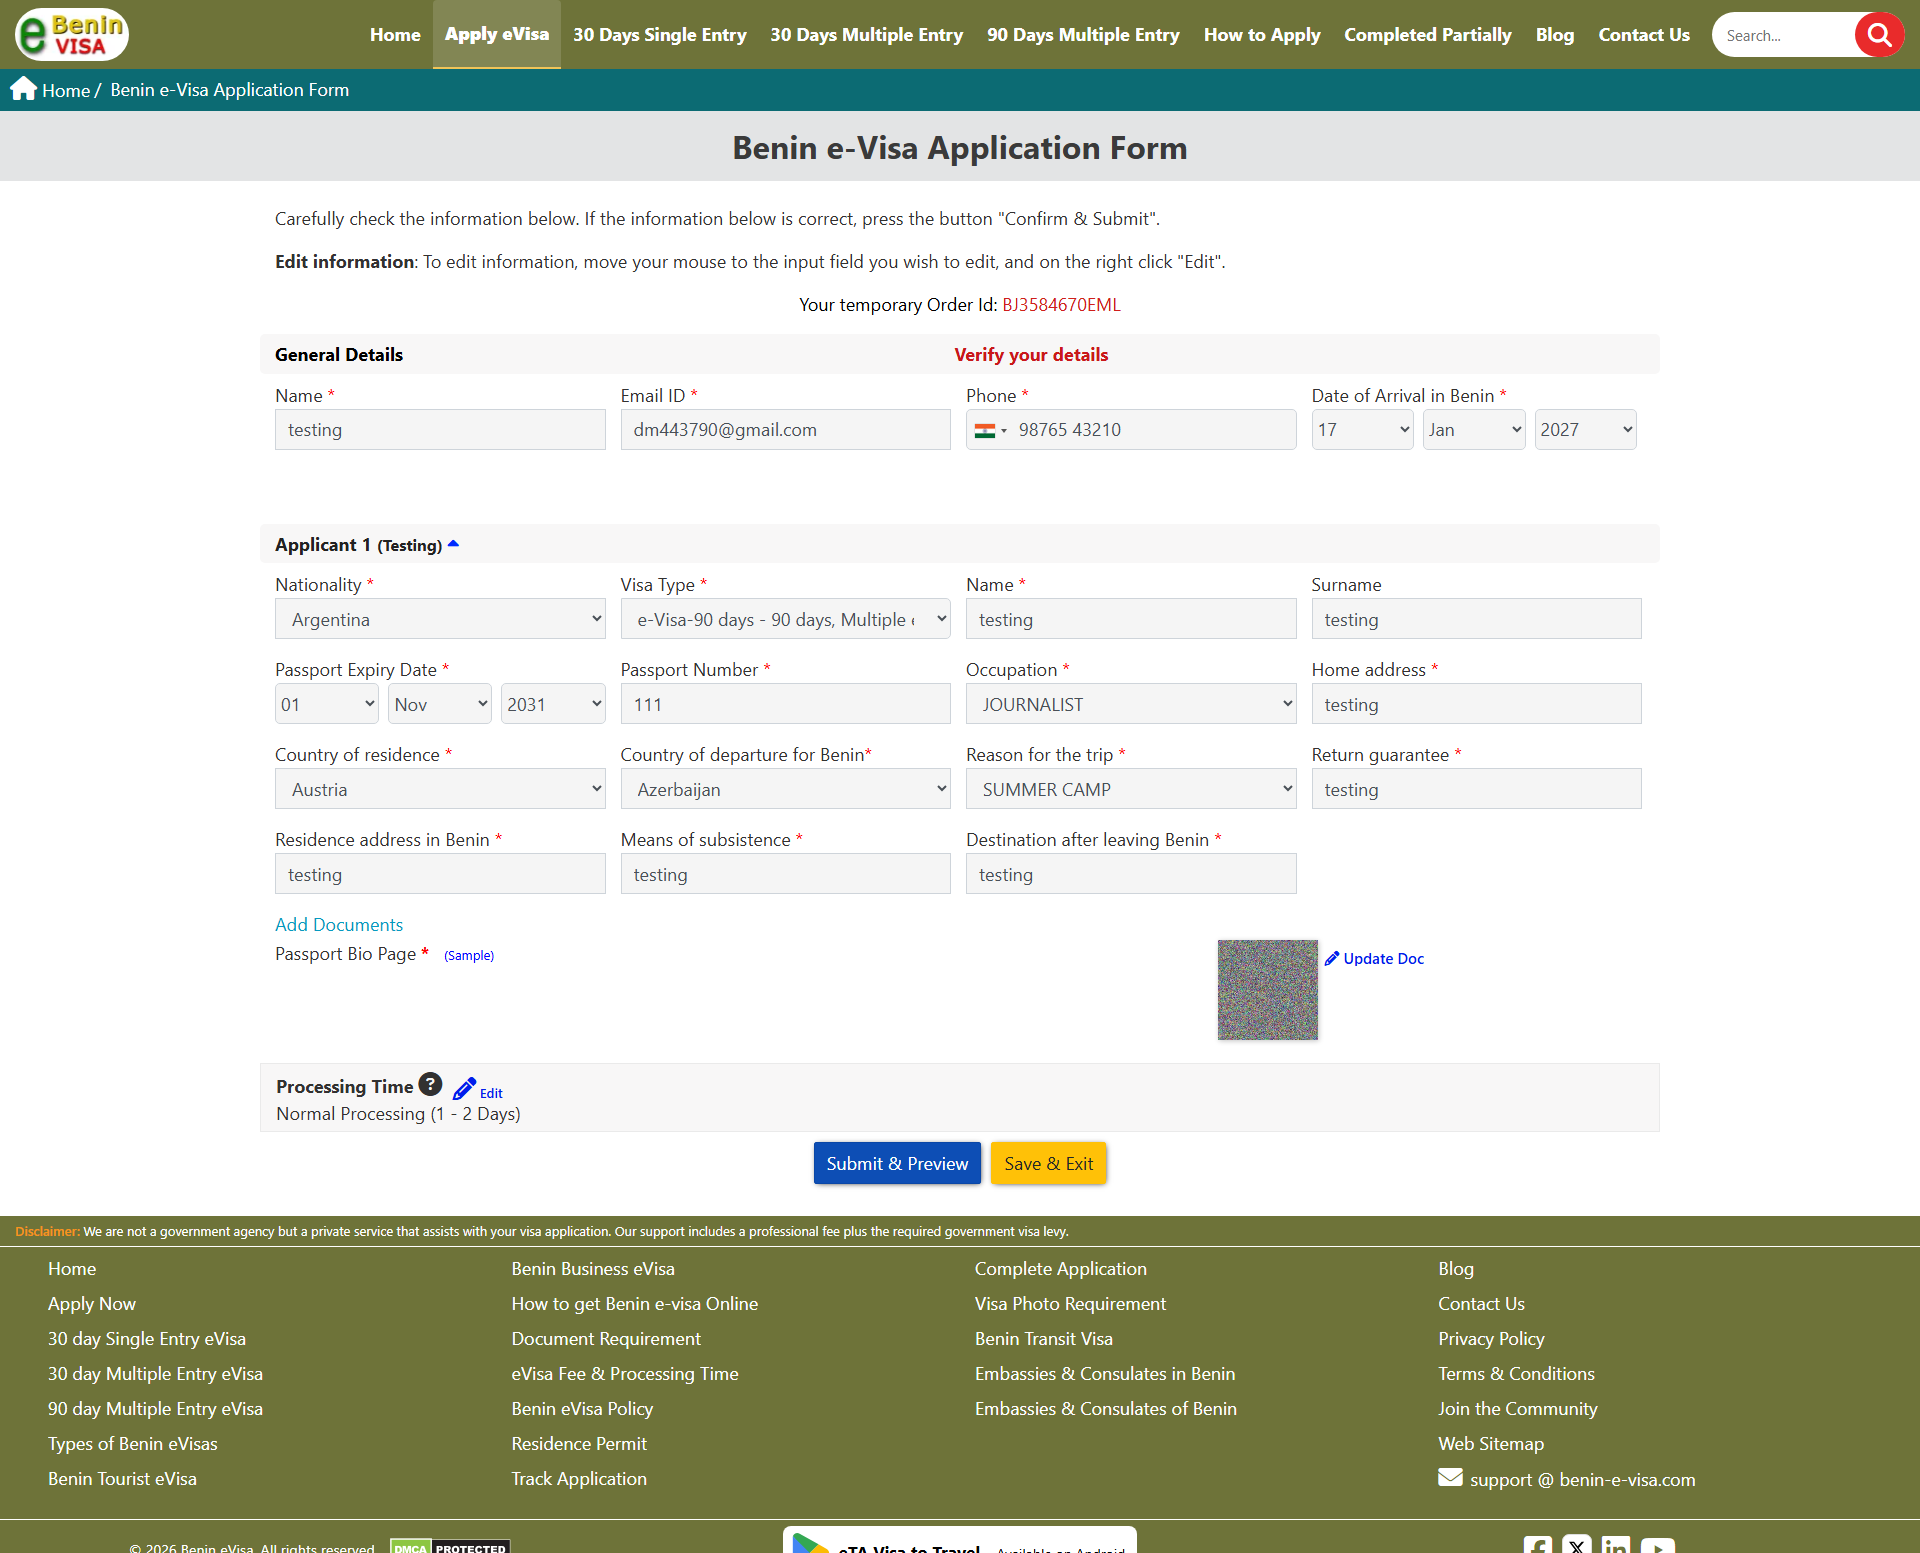 e Benin VISA
Home Apply eVisa 30 Days Single Entry 30 Days Multiple Entry 90 Days Multiple Entry How to Apply Completed Partially Blog Contact Us Search...
Home / Benin e-Visa Application Form
Benin e-Visa Application Form
Carefully check the information below. If the information below is correct, press the button "Confirm & Submit".
Edit information: To edit information, move your mouse to the input field you wish to edit, and on the right click "Edit".
Your temporary Order Id: BJ3584670EML
General Details Verify your details
Name * Email ID * Phone * Date of Arrival in Benin *
testing dm443790@gmail.com 98765 43210 17 Jan 2027
Applicant 1 (Testing)
Nationality * Visa Type * Name * Surname
Argentina e-Visa-90 days - 90 days, Multiple testing testing
Passport Expiry Date * Passport Number * Occupation * Home address *
01 Nov 2031 111 JOURNALIST testing
Country of residence * Country of departure for Benin* Reason for the trip * Return guarantee *
Austria Azerbaijan SUMMER CAMP testing
Residence address in Benin * Means of subsistence * Destination after leaving Benin *
testing testing testing
Add Documents
Passport Bio Page * (Sample) Update Doc
Processing Time ? Edit
Normal Processing (1 - 2 Days)
Submit & Preview Save & Exit
Disclaimer: We are not a government agency but a private service that assists with your visa application. Our support includes a professional fee plus the required government visa levy.
Home Benin Business eVisa Complete Application Blog
Apply Now How to get Benin e-visa Online Visa Photo Requirement Contact Us
30 day Single Entry eVisa Document Requirement Benin Transit Visa Privacy Policy
30 day Multiple Entry eVisa eVisa Fee & Processing Time Embassies & Consulates in Benin Terms & Conditions
90 day Multiple Entry eVisa Benin eVisa Policy Embassies & Consulates of Benin Join the Community
Types of Benin eVisas Residence Permit Web Sitemap
Benin Tourist eVisa Track Application support @ benin-e-visa.com
© 2026 Benin eVisa. All rights reserved. DMCA PROTECTED eTA Visa to Travel Available on Android